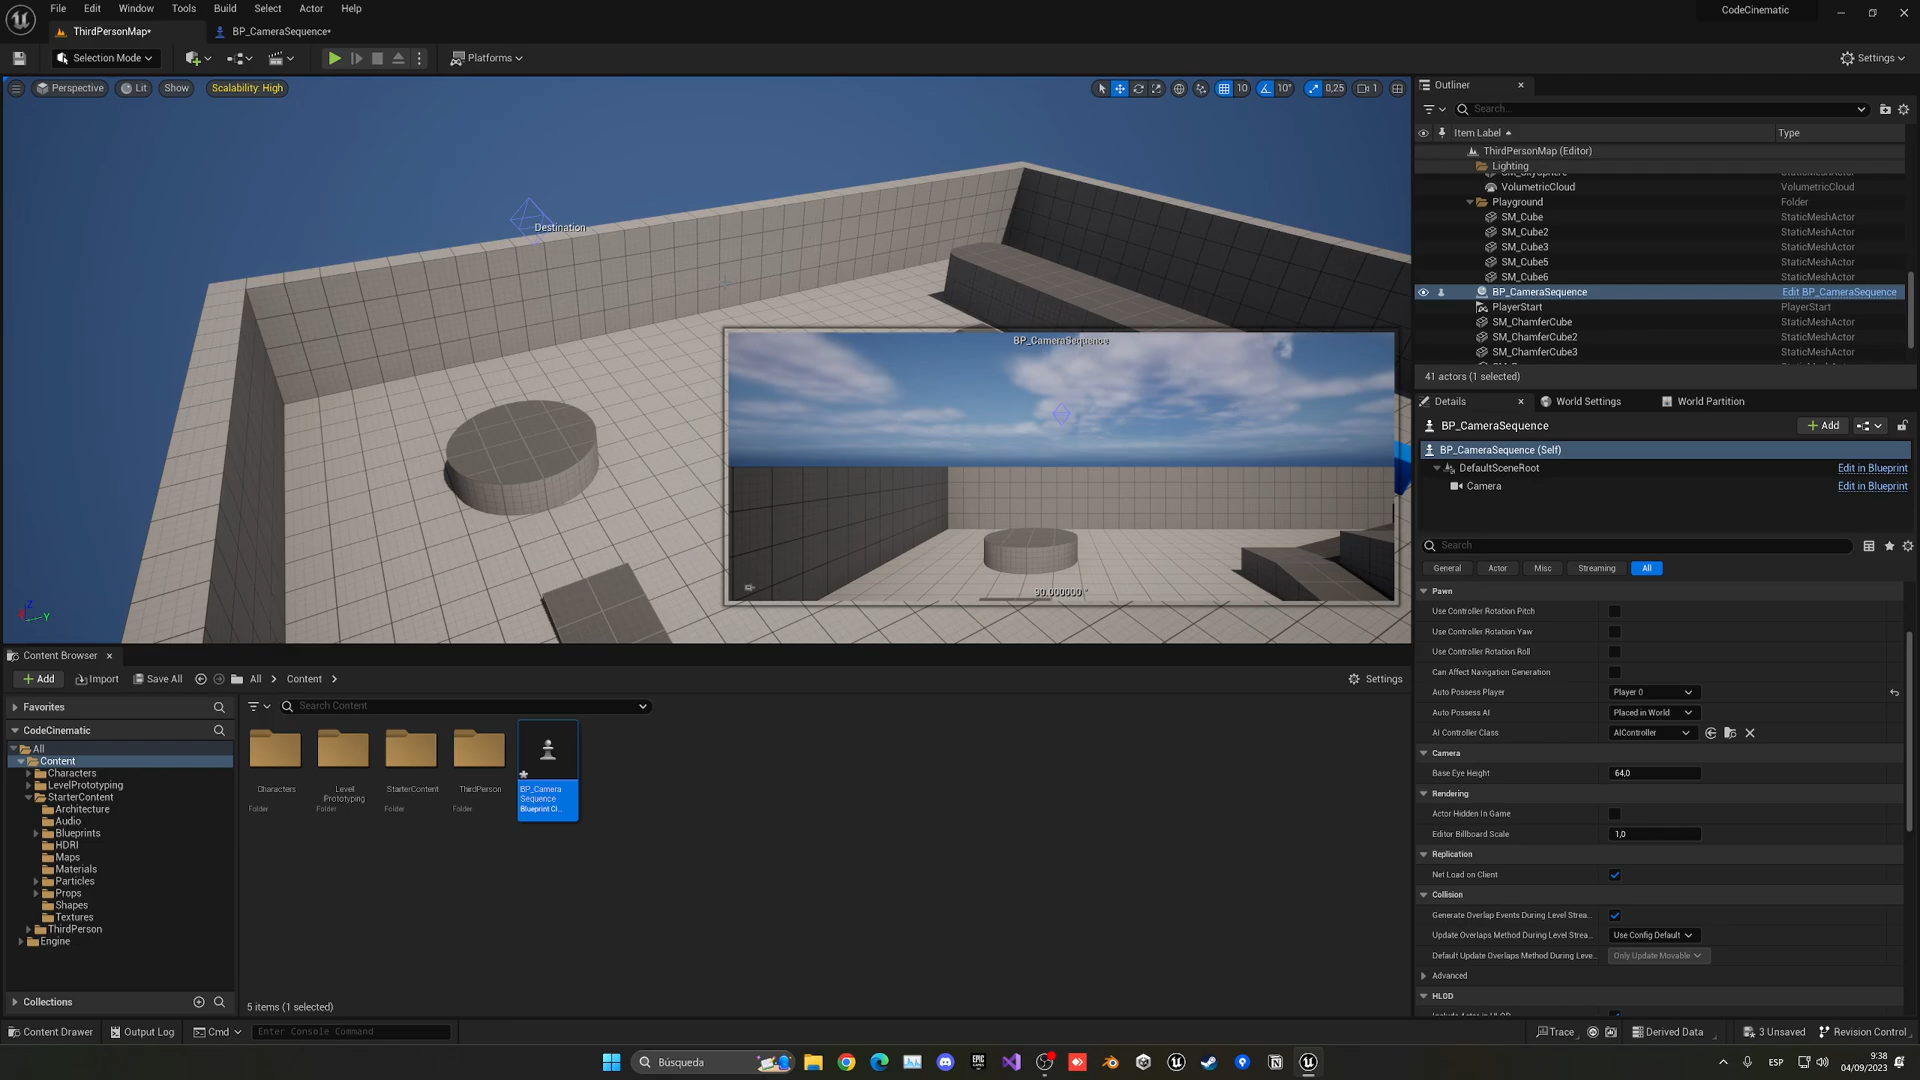 File Edit Window Tools Build Select Actor Help
CodeCinematic
ThirdPersonMap*
BP_CameraSequence*
Selection Mode
Platforms
Settings
Perspective
Lit
Show
Scalability: High
10
10°
0,25
1
Destination
BP_CameraSequence
90.000000 °
Z
Y
Outliner
Search...
Item Label
Type
ThirdPersonMap (Editor)
Lighting
VolumetricCloud VolumetricCloud
Playground Folder
SM_Cube StaticMeshActor
SM_Cube2 StaticMeshActor
SM_Cube3 StaticMeshActor
SM_Cube5 StaticMeshActor
SM_Cube6 StaticMeshActor
BP_CameraSequence Edit BP_CameraSequence
PlayerStart PlayerStart
SM_ChamferCube StaticMeshActor
SM_ChamferCube2 StaticMeshActor
SM_ChamferCube3 StaticMeshActor
41 actors (1 selected)
Details
World Settings
World Partition
BP_CameraSequence
Add
BP_CameraSequence (Self)
DefaultSceneRoot Edit in Blueprint
Camera Edit in Blueprint
Search
General Actor Misc Streaming All
Pawn
Use Controller Rotation Pitch
Use Controller Rotation Yaw
Use Controller Rotation Roll
Can Affect Navigation Generation
Auto Possess Player Player 0
Auto Possess AI Placed in World
AI Controller Class AIController
Camera
Base Eye Height 64,0
Rendering
Actor Hidden In Game
Editor Billboard Scale 1,0
Replication
Net Load on Client
Collision
Generate Overlap Events During Level Strea...
Update Overlaps Method During Level Strea... Use Config Default
Default Update Overlaps Method During Leve... Only Update Movable
Advanced
HLOD
Content Browser
Add
Import
Save All
All
Content
Settings
Favorites
CodeCinematic
All
Content
Characters
LevelPrototyping
StarterContent
Architecture
Audio
Blueprints
HDRI
Maps
Materials
Particles
Props
Shapes
Textures
ThirdPerson
Engine
Collections
Search Content
Characters
Folder
Level
Prototyping
Folder
StarterContent
Folder
ThirdPerson
Folder
BP_Camera
Sequence
Blueprint Cl...
5 items (1 selected)
Content Drawer
Output Log
Cmd
Enter Console Command
Trace
Derived Data
3 Unsaved
Revision Control
Búsqueda
ESP
9:38
04/09/2023